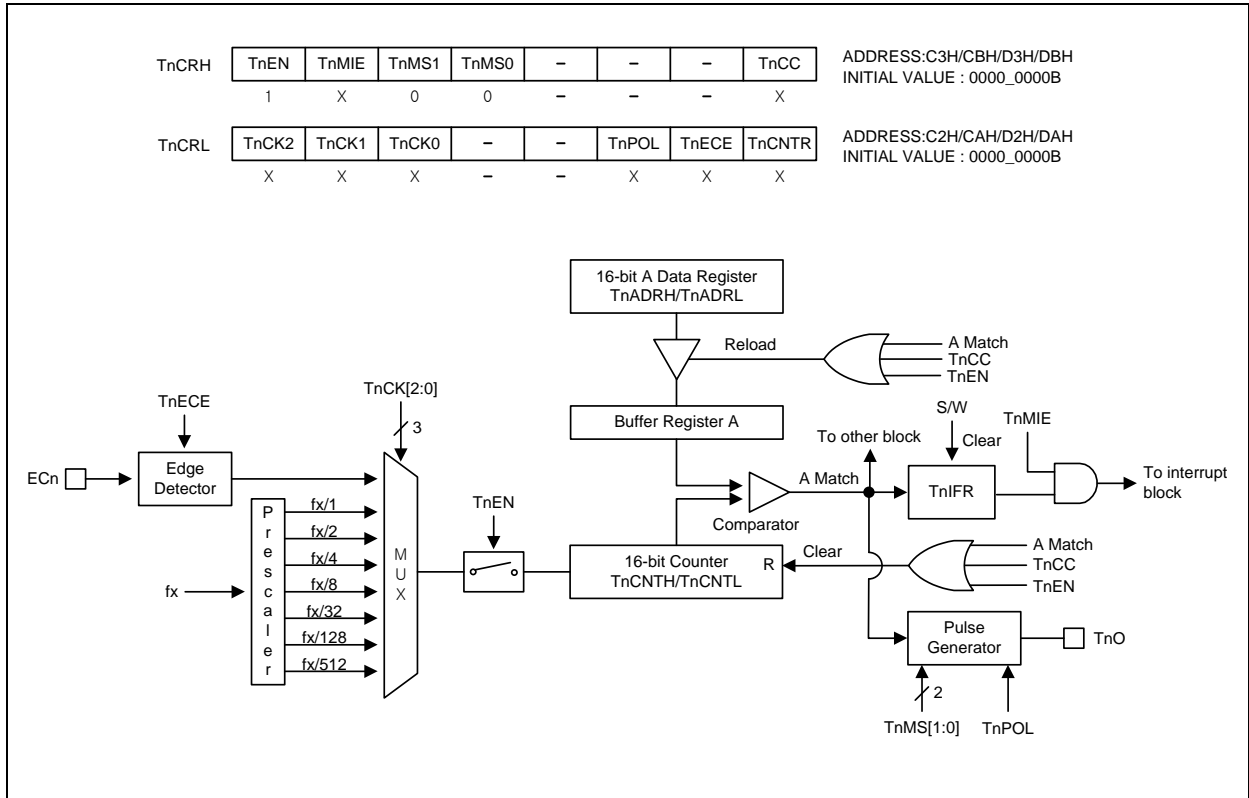 TnCRH TnEN TnMIE TnMS1 TnMS0 – – – TnCC ADDRESS:C3H/CBH/D3H/DBH
INITIAL VALUE : 0000_0000B
1 X 0 0 – – – X
TnCRL TnCK2 TnCK1 TnCK0 – – TnPOL TnECE TnCNTR ADDRESS:C2H/CAH/D2H/DAH
INITIAL VALUE : 0000_0000B
X X X – – X X X
16-bit A Data Register
TnADRH/TnADRL
Reload
A Match
TnCC
TnEN
TnCK[2:0]
3
TnECE
Buffer Register A
S/W
Clear
TnMIE
To other block
ECn
Edge
Detector
A Match
TnIFR
To interrupt
block
Comparator
TnEN
Prescaler
fx
fx/1
fx/2
fx/4
fx/8
fx/32
fx/128
fx/512
MUX
16-bit Counter
TnCNTH/TnCNTL
R
Clear
A Match
TnCC
TnEN
Pulse
Generator
TnO
2
TnMS[1:0]
TnPOL